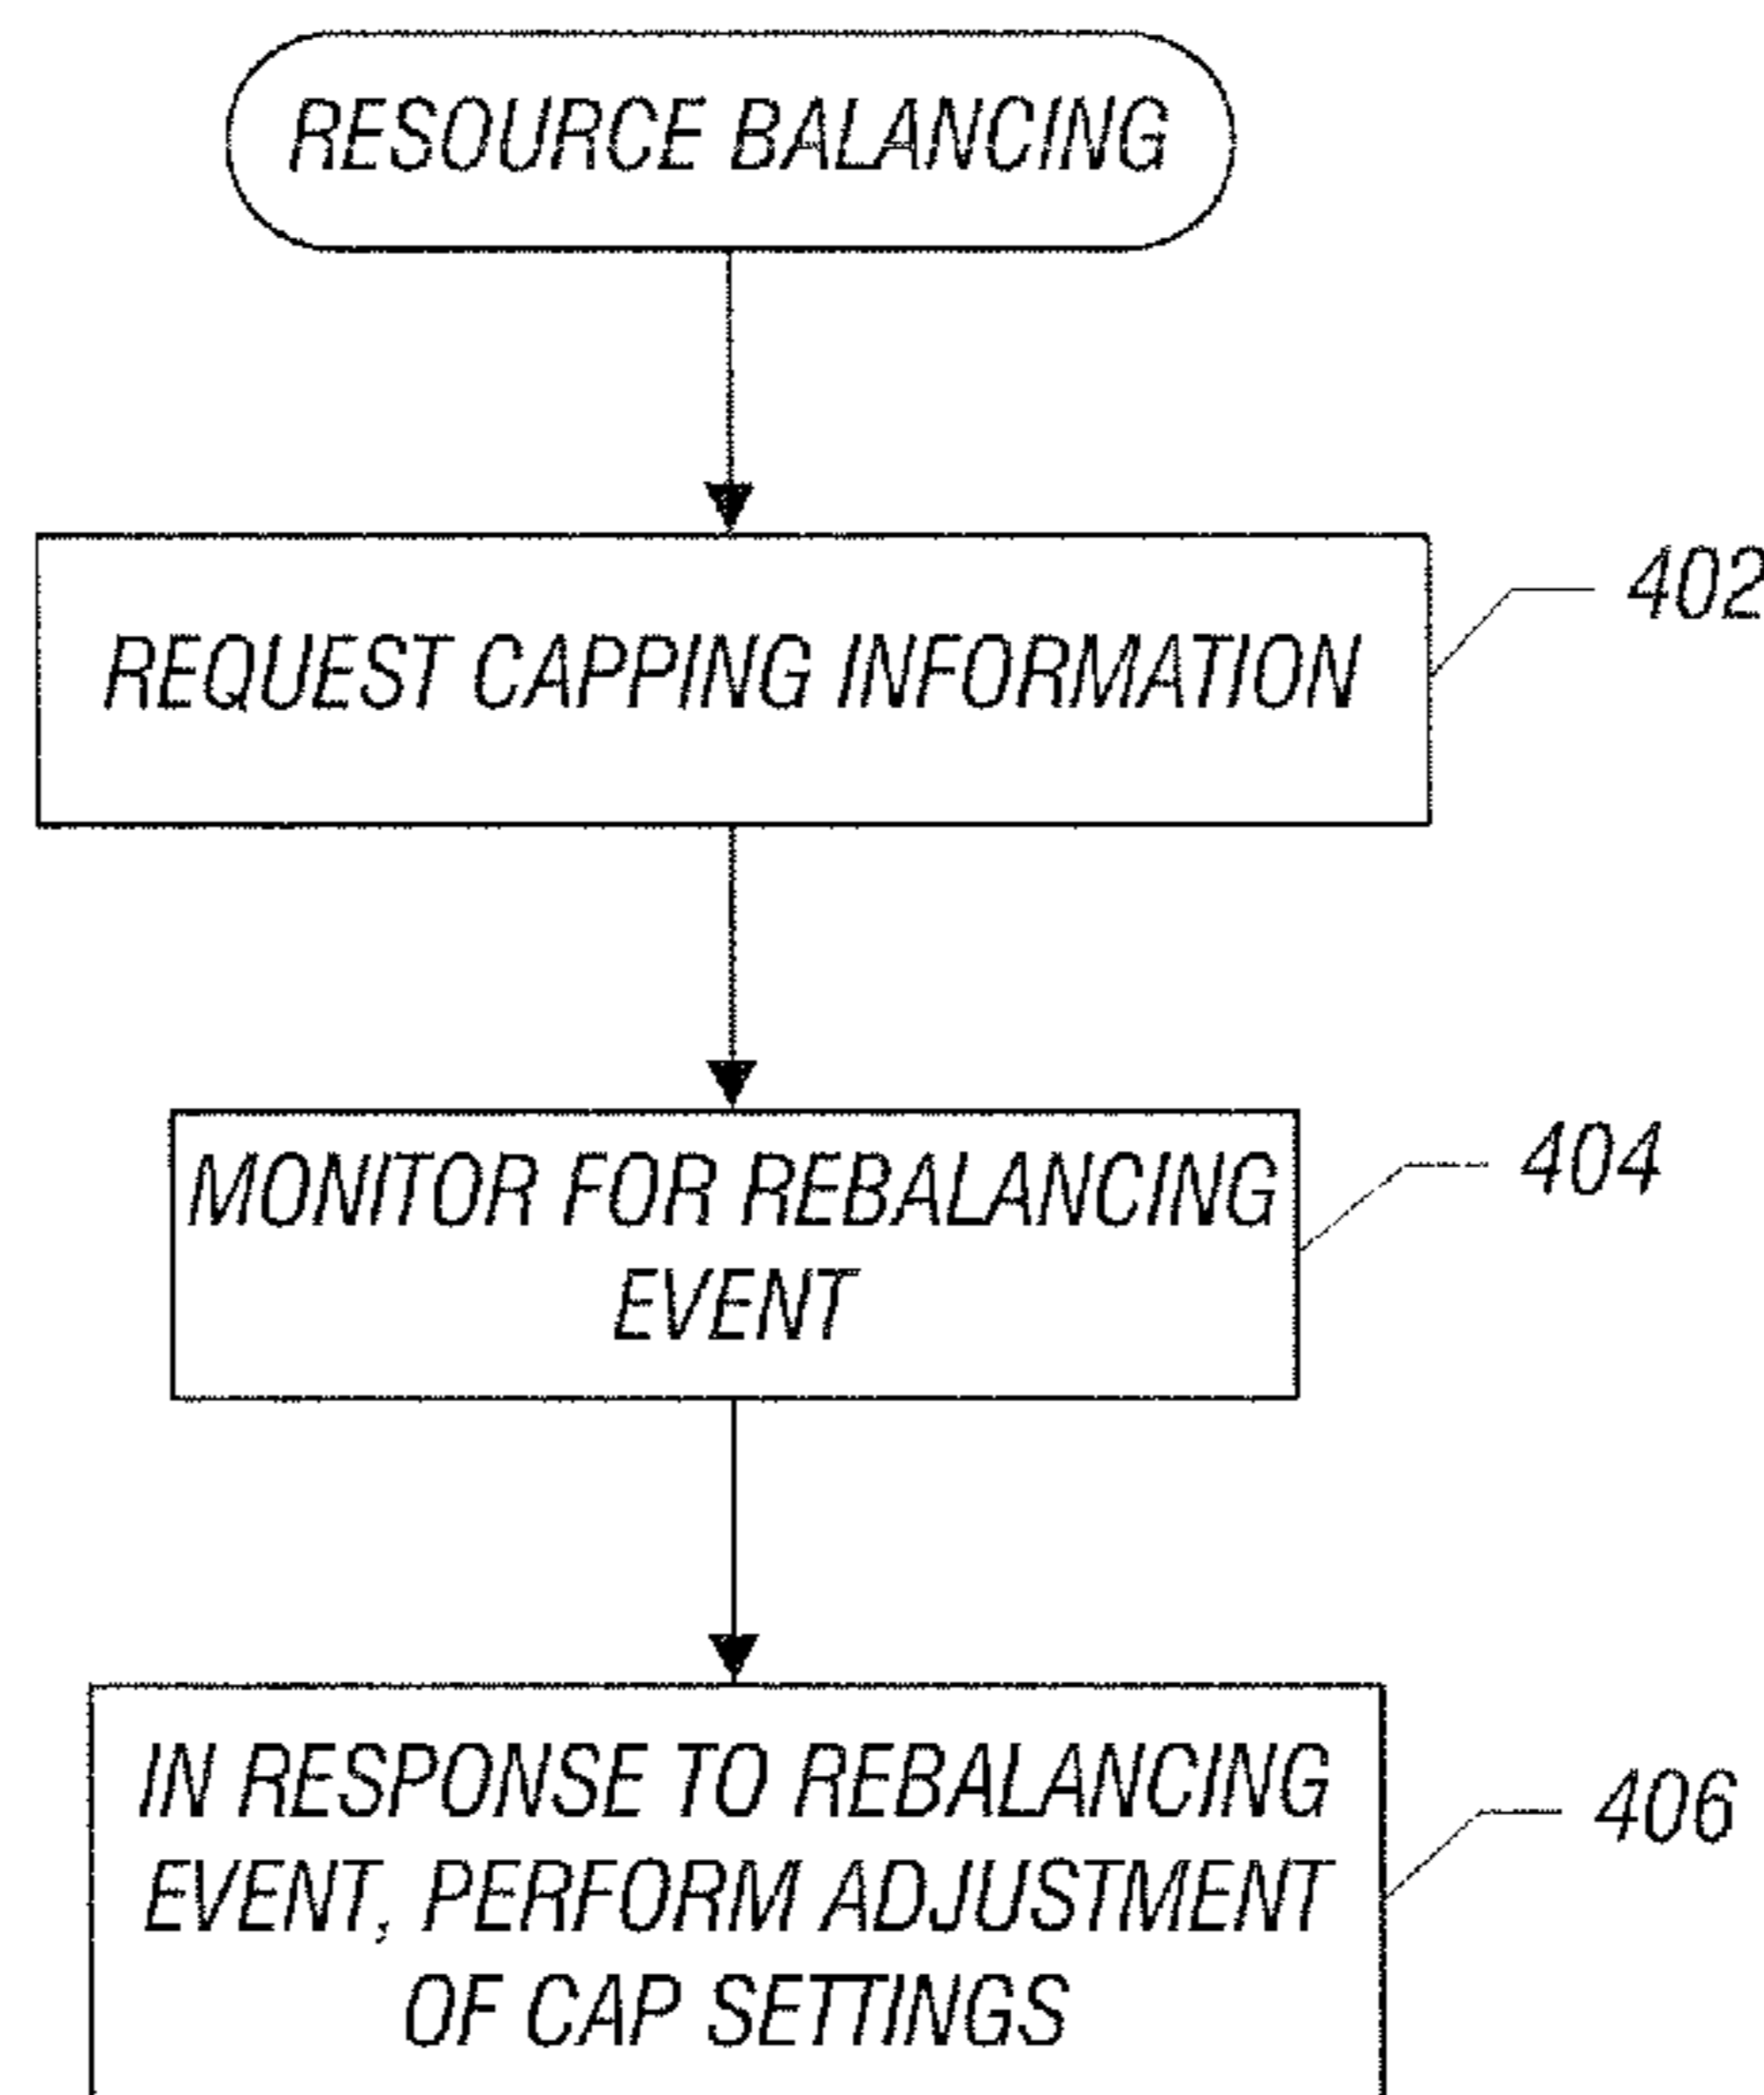 RESOURCE BALANCING
REQUEST CAPPING INFORMATION
402
MONITOR FOR REBALANCING
EVENT
404
IN RESPONSE TO REBALANCING
EVENT, PERFORM ADJUSTMENT
OF CAP SETTINGS
406